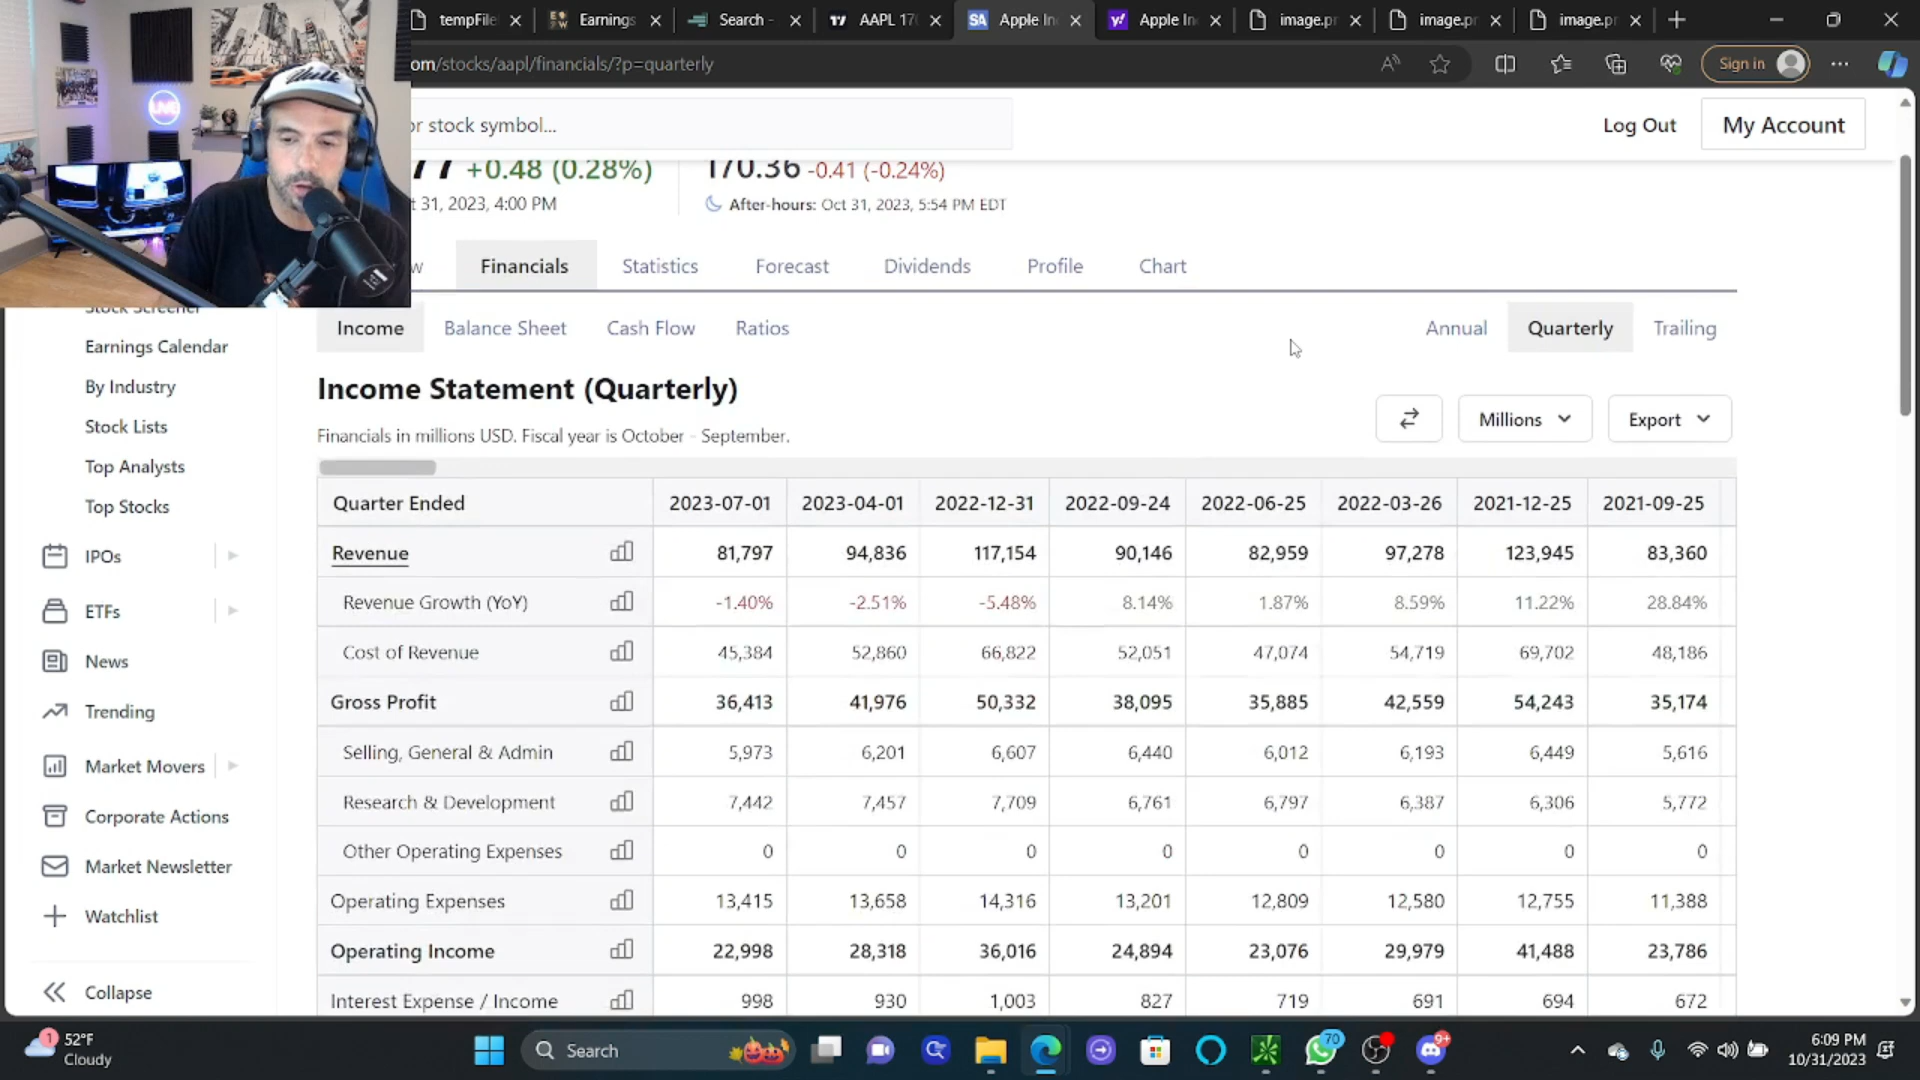 tempFile
Earnings
Search -
AAPL 170
Apple Inc
Apple In
image.pr
image.pr
image.pr
om/stocks/aapl/financials/?p=quarterly
Sign in
LIVE
or stock symbol...
Log Out
My Account
77 +0.48 (0.28%)
170.36 -0.41 (-0.24%)
t 31, 2023, 4:00 PM
After-hours: Oct 31, 2023, 5:54 PM EDT
w
Financials
Statistics
Forecast
Dividends
Profile
Chart
Stock Screener
Earnings Calendar
By Industry
Stock Lists
Top Analysts
Top Stocks
IPOs
ETFs
News
Trending
Market Movers
Corporate Actions
Market Newsletter
Watchlist
Collapse
Income
Balance Sheet
Cash Flow
Ratios
Annual
Quarterly
Trailing
Income Statement (Quarterly)
Financials in millions USD. Fiscal year is October - September.
Millions
Export
Quarter Ended 2023-07-01 2023-04-01 2022-12-31 2022-09-24 2022-06-25 2022-03-26 2021-12-25 2021-09-25
Revenue 81,797 94,836 117,154 90,146 82,959 97,278 123,945 83,360
Revenue Growth (YoY) -1.40% -2.51% -5.48% 8.14% 1.87% 8.59% 11.22% 28.84%
Cost of Revenue 45,384 52,860 66,822 52,051 47,074 54,719 69,702 48,186
Gross Profit 36,413 41,976 50,332 38,095 35,885 42,559 54,243 35,174
Selling, General & Admin 5,973 6,201 6,607 6,440 6,012 6,193 6,449 5,616
Research & Development 7,442 7,457 7,709 6,761 6,797 6,387 6,306 5,772
Other Operating Expenses 0 0 0 0 0 0 0 0
Operating Expenses 13,415 13,658 14,316 13,201 12,809 12,580 12,755 11,388
Operating Income 22,998 28,318 36,016 24,894 23,076 29,979 41,488 23,786
Interest Expense / Income 998 930 1,003 827 719 691 694 672
1
52°F
Cloudy
Search
70
9+
6:09 PM
10/31/2023